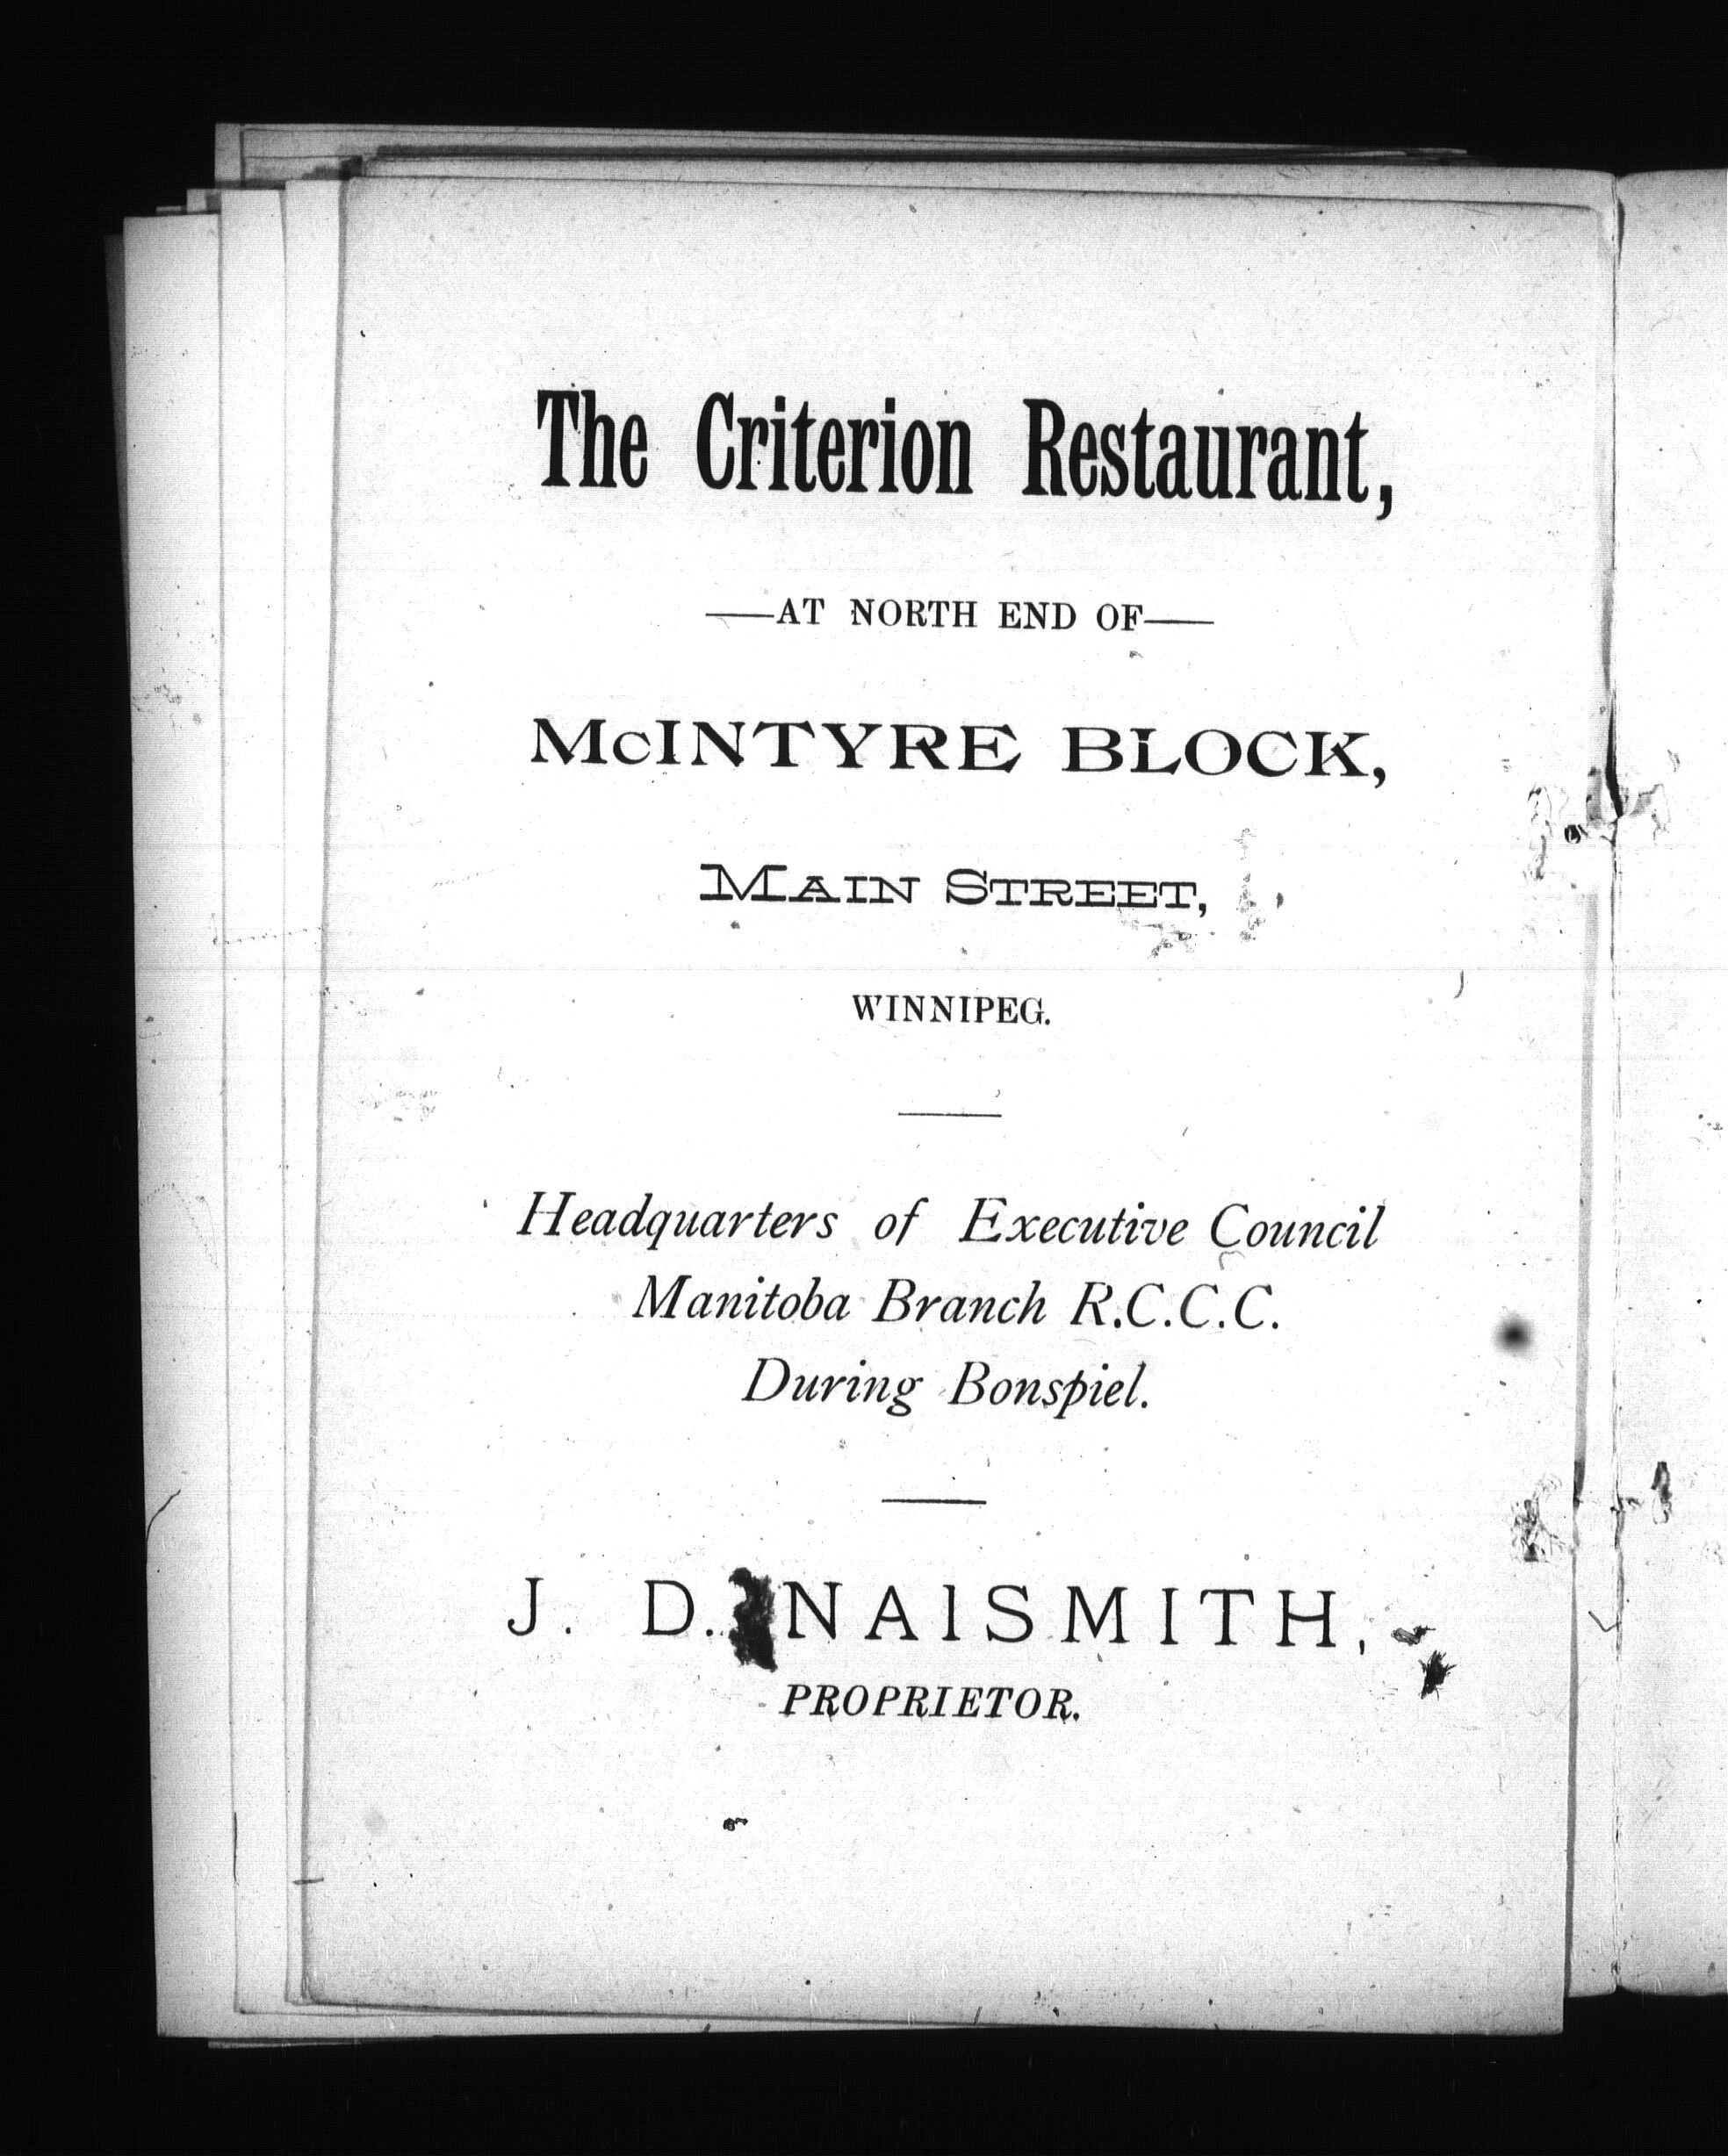 The Criterion Restaurant,
——AT NORTH END OF——
McINTYRE BLOCK,
MAIN STREET,
WINNIPEG.
Headquarters of Executive Council
Manitoba Branch R.C.C.C.
During Bonspiel.
J. D. NAISMITH,
PROPRIETOR.